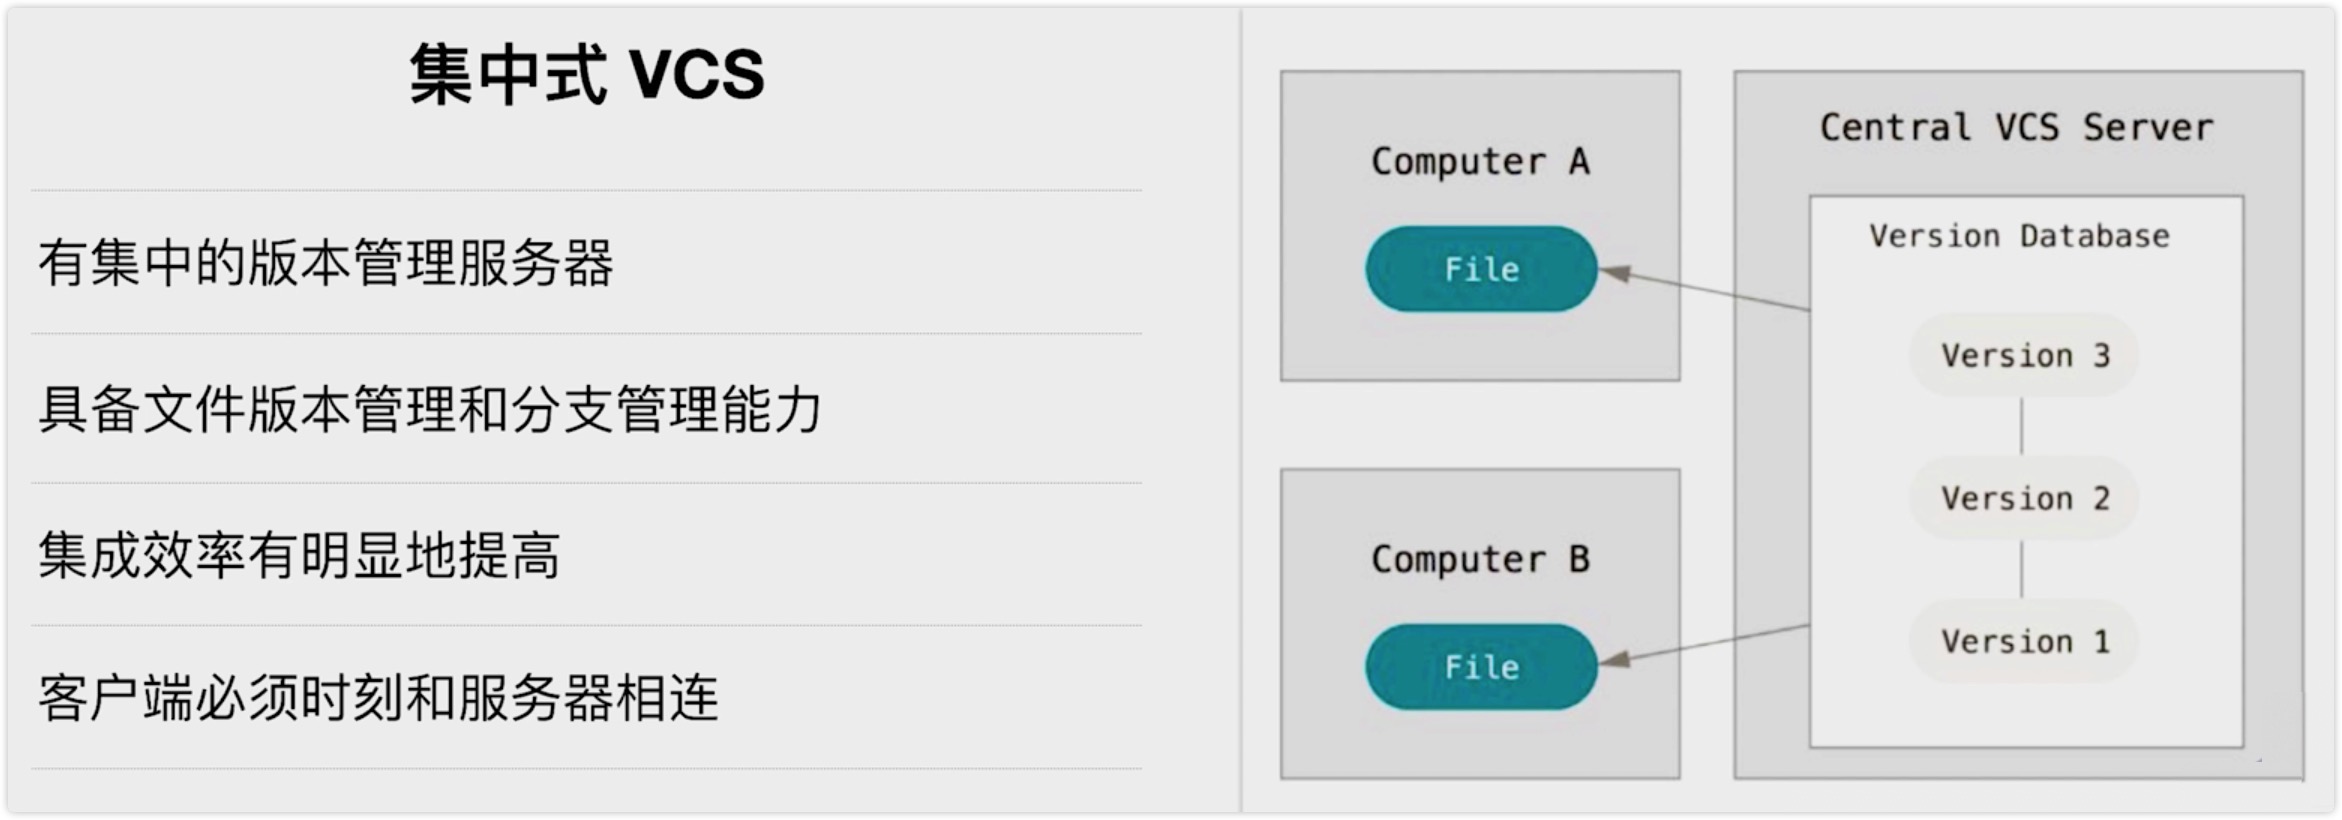 集中式 VCS
有集中的版本管理服务器
具备文件版本管理和分支管理能力
集成效率有明显地提高
客户端必须时刻和服务器相连
Computer A
File
Computer B
File
Central VCS Server
Version Database
Version 3
Version 2
Version 1